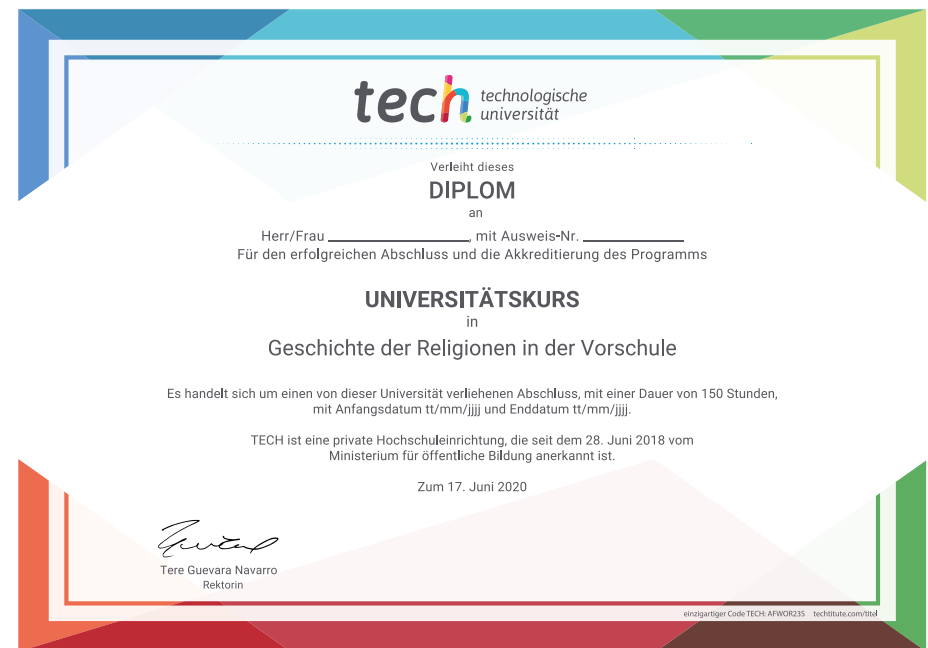 tech technologische
universität
Verleiht dieses
DIPLOM
an
Herr/Frau ________________, mit Ausweis-Nr. ____________
Für den erfolgreichen Abschluss und die Akkreditierung des Programms
UNIVERSITÄTSKURS
in
Geschichte der Religionen in der Vorschule
Es handelt sich um einen von dieser Universität verliehenen Abschluss, mit einer Dauer von 150 Stunden,
mit Anfangsdatum tt/mm/jjjj und Enddatum tt/mm/jjjj.
TECH ist eine private Hochschuleinrichtung, die seit dem 28. Juni 2018 vom
Ministerium für öffentliche Bildung anerkannt ist.
Zum 17. Juni 2020
Tere Guevara Navarro
Rektorin
einzigartiger Code TECH: AFWOR23S techtitute.com/titel